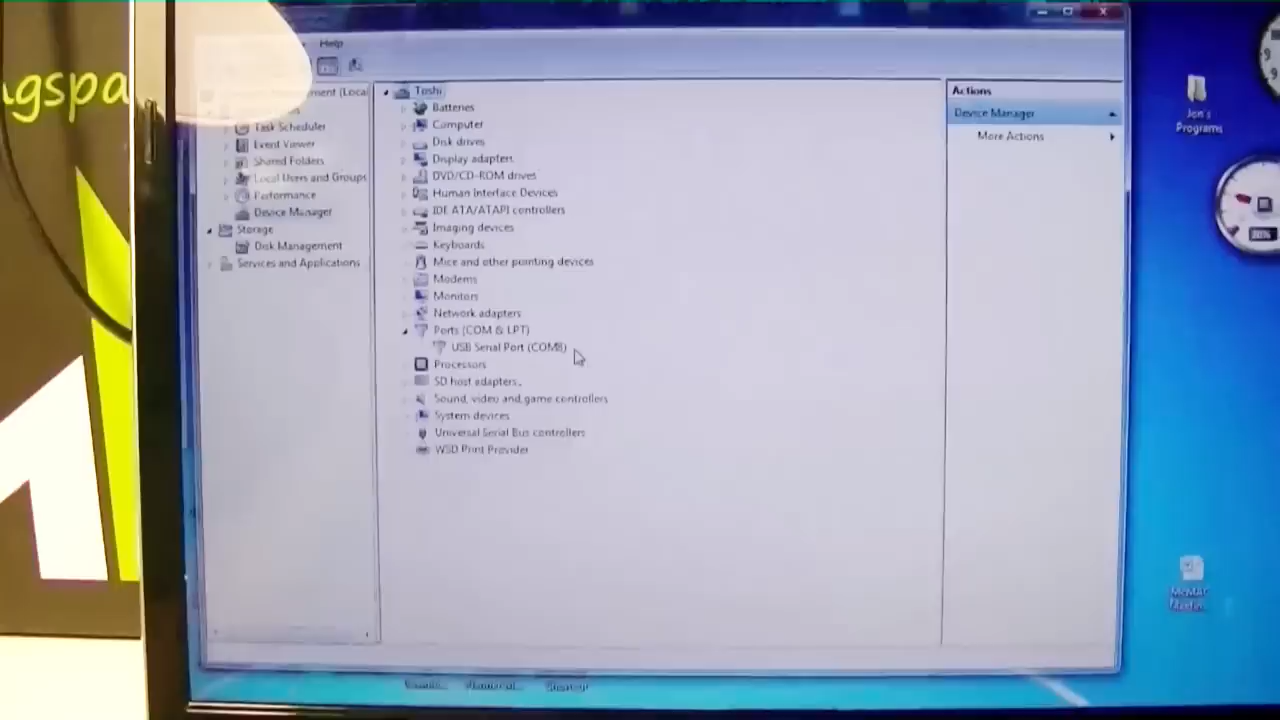 Help
Toshi
Batteries
Computer
Disk drives
Display adapters
DVD/CD-ROM drives
Human Interface Devices
IDE ATA/ATAPI controllers
Imaging devices
Keyboards
Mice and other pointing devices
Modems
Monitors
Network adapters
Ports (COM & LPT)
USB Serial Port (COM8)
Processors
SD host adapters
Sound, video and game controllers
System devices
Universal Serial Bus controllers
WSD Print Provider
Task Scheduler
Event Viewer
Shared Folders
Local Users and Groups
Performance
Device Manager
Storage
Disk Management
Services and Applications
Actions
Device Manager
More Actions
Jon's
Programs